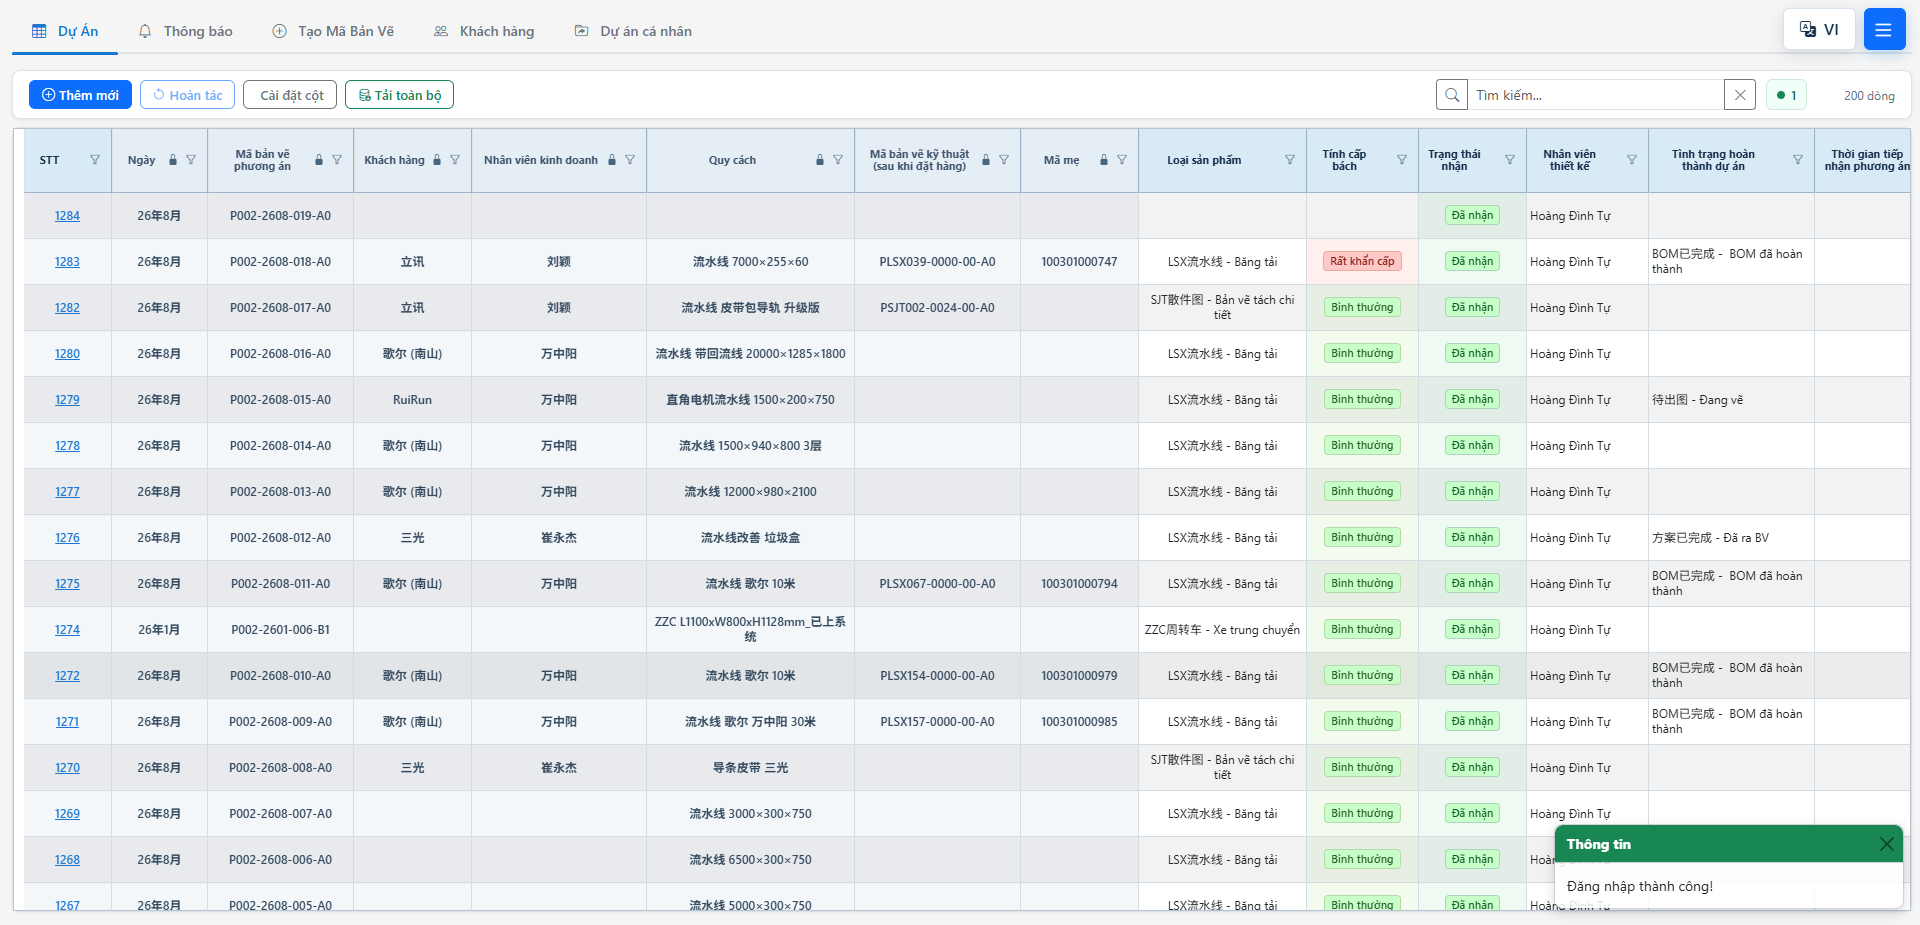 Dự Án
Thông báo
Tạo Mã Bản Vẽ
Khách hàng
Dự án cá nhân
VI
Thêm mới
Hoàn tác
Cài đặt cột
Tải toàn bộ
Tìm kiếm...
1
200 dòng
STT
Ngày
Mã bản vẽ
phương án
Khách hàng
Nhân viên kinh doanh
Quy cách
Mã bản vẽ kỹ thuật
(sau khi đặt hàng)
Mã mẹ
Loại sản phẩm
Tính cấp
bách
Trạng thái
nhận
Nhân viên
thiết kế
Tình trạng hoàn
thành dự án
Thời gian tiếp
nhận phương án
1284 26年8月 P002-2608-019-A0 Đã nhận Hoàng Đình Tự
1283 26年8月 P002-2608-018-A0 立讯 刘颖 流水线 7000×255×60 PLSX039-0000-00-A0 100301000747 LSX流水线 - Băng tải Rất khẩn cấp Đã nhận Hoàng Đình Tự BOM已完成 - BOM đã hoàn
thành
1282 26年8月 P002-2608-017-A0 立讯 刘颖 流水线 皮带包导轨 升级版 PSJT002-0024-00-A0 SJT散件图 - Bản vẽ tách chi
tiết Bình thường Đã nhận Hoàng Đình Tự
1280 26年8月 P002-2608-016-A0 歌尔 (南山) 万中阳 流水线 带回流线 20000×1285×1800 LSX流水线 - Băng tải Bình thường Đã nhận Hoàng Đình Tự
1279 26年8月 P002-2608-015-A0 RuiRun 万中阳 直角电机流水线 1500×200×750 LSX流水线 - Băng tải Bình thường Đã nhận Hoàng Đình Tự 待出图 - Đang vẽ
1278 26年8月 P002-2608-014-A0 歌尔 (南山) 万中阳 流水线 1500×940×800 3层 LSX流水线 - Băng tải Bình thường Đã nhận Hoàng Đình Tự
1277 26年8月 P002-2608-013-A0 歌尔 (南山) 万中阳 流水线 12000×980×2100 LSX流水线 - Băng tải Bình thường Đã nhận Hoàng Đình Tự
1276 26年8月 P002-2608-012-A0 三光 崔永杰 流水线改善 垃圾盒 LSX流水线 - Băng tải Bình thường Đã nhận Hoàng Đình Tự 方案已完成 - Đã ra BV
1275 26年8月 P002-2608-011-A0 歌尔 (南山) 万中阳 流水线 歌尔 10米 PLSX067-0000-00-A0 100301000794 LSX流水线 - Băng tải Bình thường Đã nhận Hoàng Đình Tự BOM已完成 - BOM đã hoàn
thành
1274 26年1月 P002-2601-006-B1 ZZC L1100xW800xH1128mm_已上系
统 ZZC周转车 - Xe trung chuyển Bình thường Đã nhận Hoàng Đình Tự
1272 26年8月 P002-2608-010-A0 歌尔 (南山) 万中阳 流水线 歌尔 10米 PLSX154-0000-00-A0 100301000979 LSX流水线 - Băng tải Bình thường Đã nhận Hoàng Đình Tự BOM已完成 - BOM đã hoàn
thành
1271 26年8月 P002-2608-009-A0 歌尔 (南山) 万中阳 流水线 歌尔 万中阳 30米 PLSX157-0000-00-A0 100301000985 LSX流水线 - Băng tải Bình thường Đã nhận Hoàng Đình Tự BOM已完成 - BOM đã hoàn
thành
1270 26年8月 P002-2608-008-A0 三光 崔永杰 导条皮带 三光 SJT散件图 - Bản vẽ tách chi
tiết Bình thường Đã nhận Hoàng Đình Tự
1269 26年8月 P002-2608-007-A0 流水线 3000×300×750 LSX流水线 - Băng tải Bình thường Đã nhận Hoàng Đình Tự
1268 26年8月 P002-2608-006-A0 流水线 6500×300×750 LSX流水线 - Băng tải Bình thường Đã nhận
1267 26年8月 P002-2608-005-A0 流水线 5000×300×750 LSX流水线 - Băng tải Bình thường Đã nhận
Thông tin
Đăng nhập thành công!